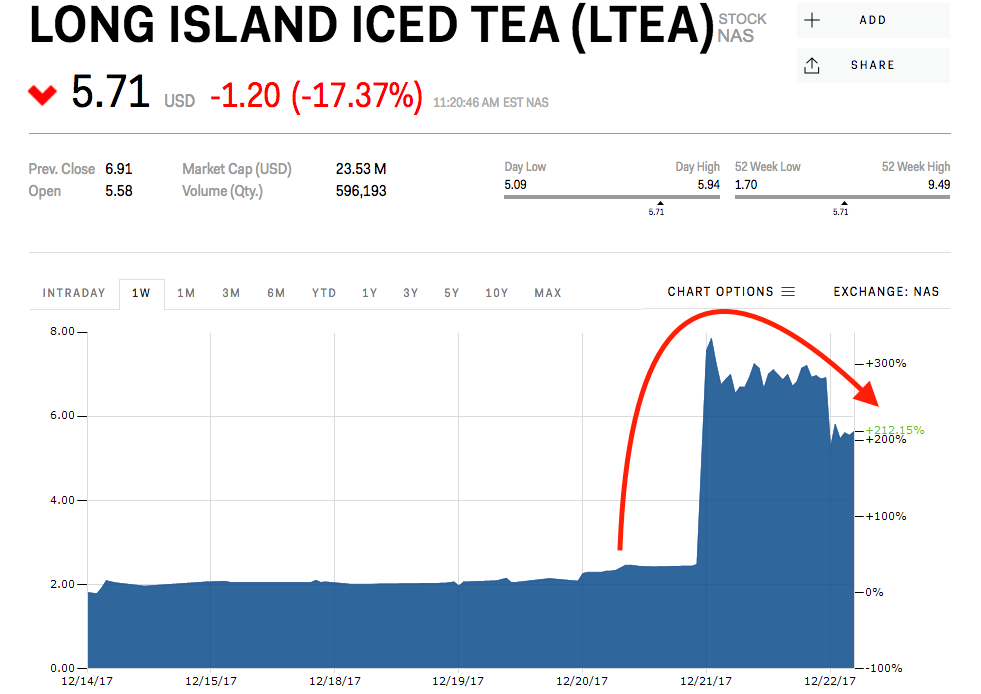 LONG ISLAND ICED TEA (LTEA) STOCK NAS
ADD
SHARE
5.71 USD -1.20 (-17.37%) 11:20:46 AM EST NAS
Prev. Close 6.91 Market Cap (USD) 23.53 M
Open 5.58 Volume (Qty.) 596,193
Day Low Day High 52 Week Low 52 Week High
5.09 5.94 1.70 9.49
5.71 5.71
INTRADAY 1W 1M 3M 6M YTD 1Y 3Y 5Y 10Y MAX CHART OPTIONS EXCHANGE: NAS
8.00
+300%
6.00
+212.15%
+200%
4.00
+100%
2.00
+0%
0.00
-100%
12/14/17 12/15/17 12/18/17 12/19/17 12/20/17 12/21/17 12/22/17